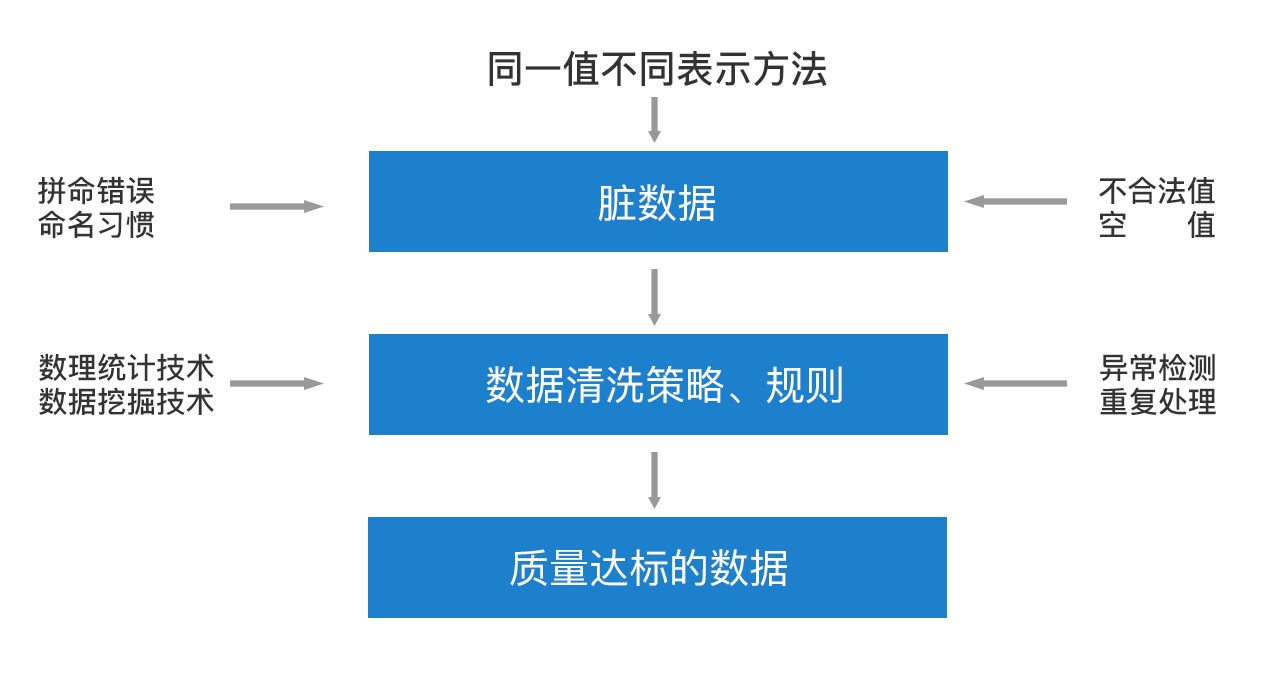 同一值不同表示方法
拼命错误
命名习惯
脏数据
不合法值
空　　值
数理统计技术
数据挖掘技术
数据清洗策略、规则
异常检测
重复处理
质量达标的数据